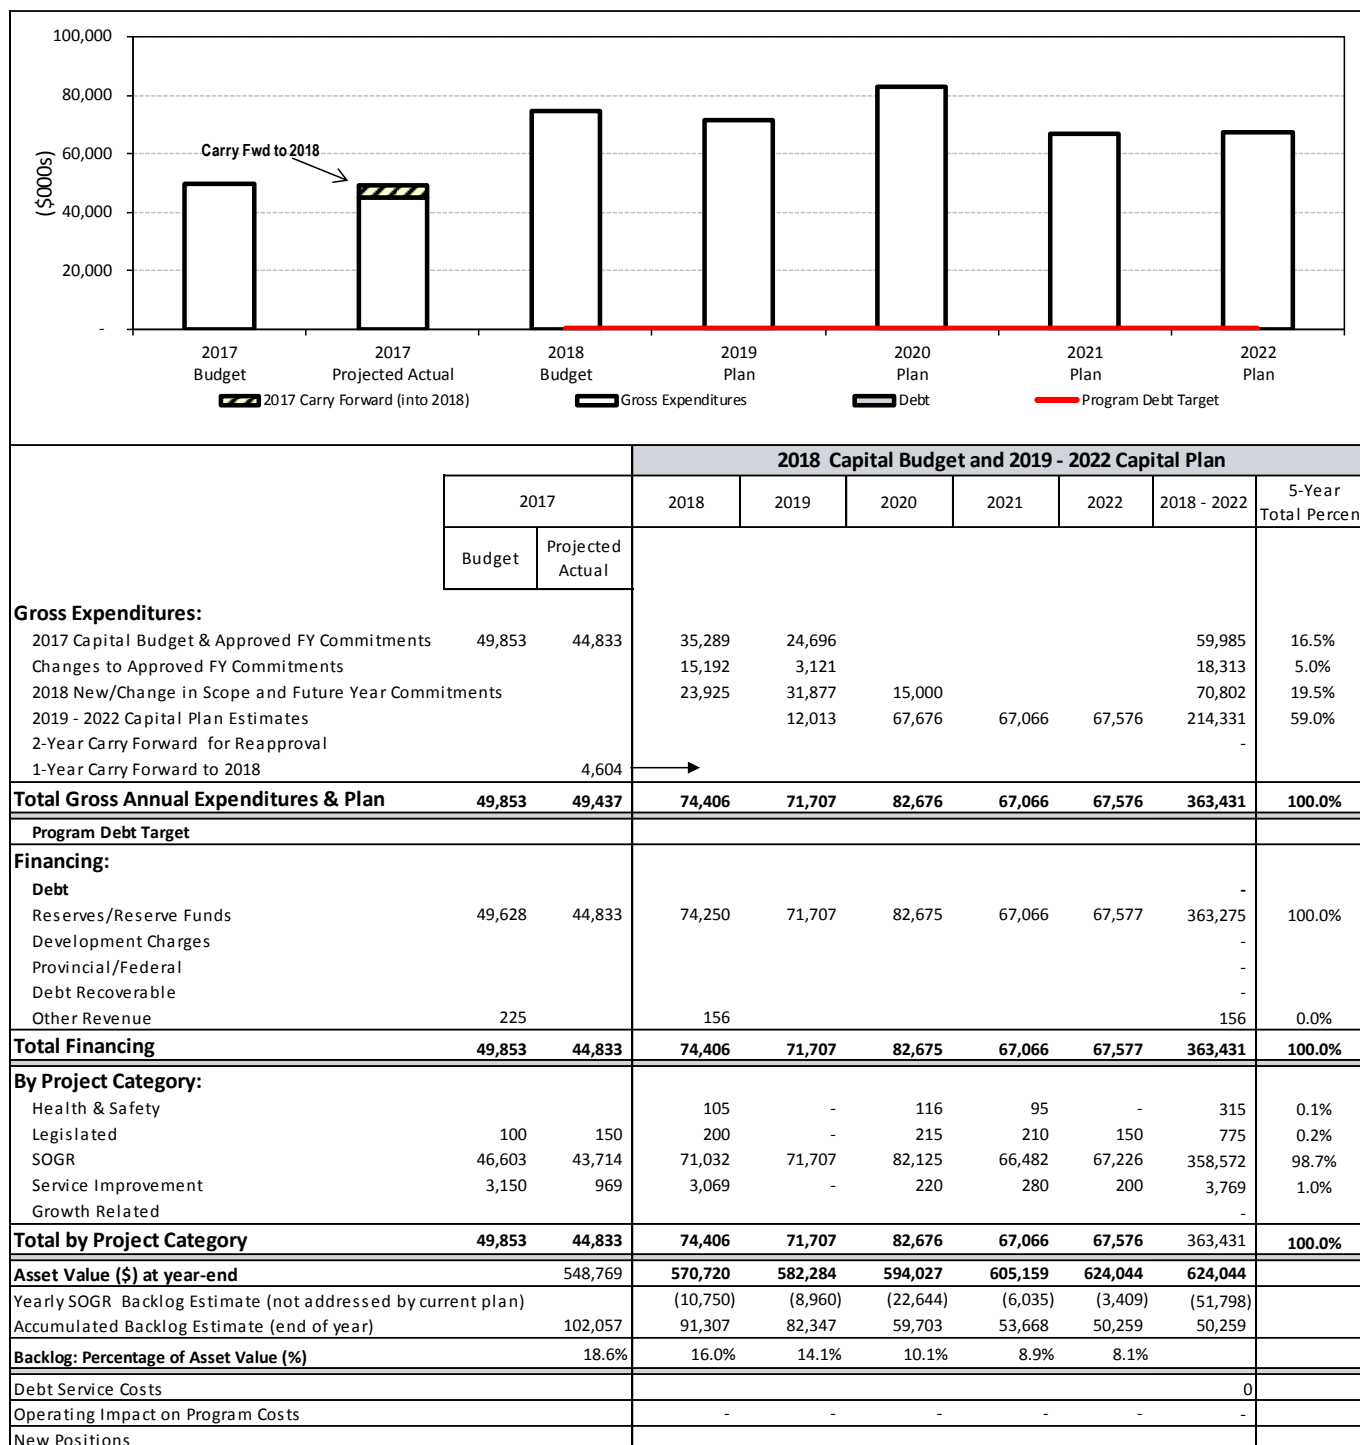 100,000
80,000
60,000
40,000
20,000
-
($000s)
Carry Fwd to 2018
2017 Budget
2017 Projected Actual
2018 Budget
2019 Plan
2020 Plan
2021 Plan
2022 Plan
2017 Carry Forward (into 2018) Gross Expenditures Debt Program Debt Target
2018 Capital Budget and 2019 - 2022 Capital Plan
2017 2018 2019 2020 2021 2022 2018 - 2022 5-Year
Total Percen
Budget Projected
Actual
Gross Expenditures:
2017 Capital Budget & Approved FY Commitments 49,853 44,833 35,289 24,696 59,985 16.5%
Changes to Approved FY Commitments 15,192 3,121 18,313 5.0%
2018 New/Change in Scope and Future Year Commitments 23,925 31,877 15,000 70,802 19.5%
2019 - 2022 Capital Plan Estimates 12,013 67,676 67,066 67,576 214,331 59.0%
2-Year Carry Forward for Reapproval -
1-Year Carry Forward to 2018 4,604
Total Gross Annual Expenditures & Plan 49,853 49,437 74,406 71,707 82,676 67,066 67,576 363,431 100.0%
Program Debt Target
Financing:
Debt -
Reserves/Reserve Funds 49,628 44,833 74,250 71,707 82,675 67,066 67,577 363,275 100.0%
Development Charges -
Provincial/Federal -
Debt Recoverable -
Other Revenue 225 156 156 0.0%
Total Financing 49,853 44,833 74,406 71,707 82,675 67,066 67,577 363,431 100.0%
By Project Category:
Health & Safety 105 - 116 95 - 315 0.1%
Legislated 100 150 200 - 215 210 150 775 0.2%
SOGR 46,603 43,714 71,032 71,707 82,125 66,482 67,226 358,572 98.7%
Service Improvement 3,150 969 3,069 - 220 280 200 3,769 1.0%
Growth Related -
Total by Project Category 49,853 44,833 74,406 71,707 82,676 67,066 67,576 363,431 100.0%
Asset Value ($) at year-end 548,769 570,720 582,284 594,027 605,159 624,044 624,044
Yearly SOGR Backlog Estimate (not addressed by current plan) (10,750) (8,960) (22,644) (6,035) (3,409) (51,798)
Accumulated Backlog Estimate (end of year) 102,057 91,307 82,347 59,703 53,668 50,259 50,259
Backlog: Percentage of Asset Value (%) 18.6% 16.0% 14.1% 10.1% 8.9% 8.1%
Debt Service Costs 0
Operating Impact on Program Costs - - - - - -
New Positions